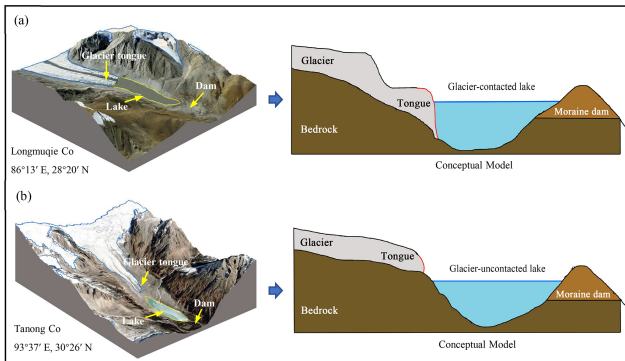 (a)
Glacier tongue
Dam
Lake
Longmuqie Co
86°13′ E, 28°20′ N
Glacier
Tongue
Bedrock
Glacier-contacted lake
Moraine dam
Conceptual Model
(b)
Glacier tongue
Dam
Lake
Tanong Co
93°37′ E, 30°26′ N
Glacier
Tongue
Bedrock
Glacier-uncontacted lake
Moraine dam
Conceptual Model